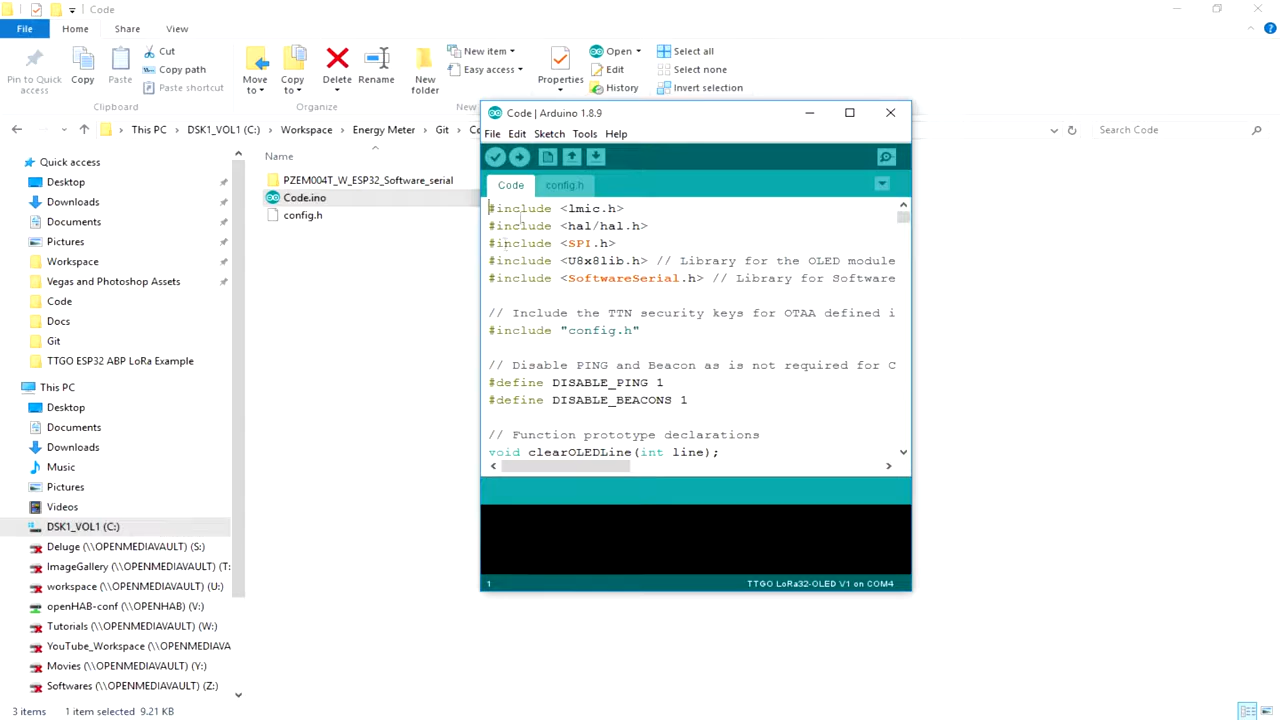 Code
File
Home
Share
View
Pin to Quick access
Copy
Paste
Cut
Copy path
Paste shortcut
Clipboard
Move to
Copy to
Delete
Rename
Organize
New folder
New item
Easy access
New
Properties
Open
Edit
History
Select all
Select none
Invert selection
This PC
DSK1_VOL1 (C:)
Workspace
Energy Meter
Git
Search Code
Quick access
Desktop
Downloads
Documents
Pictures
Workspace
Vegas and Photoshop Assets
Code
Docs
Git
TTGO ESP32 ABP LoRa Example
This PC
Desktop
Documents
Downloads
Music
Pictures
Videos
DSK1_VOL1 (C:)
Deluge (\\OPENMEDIAVAULT) (S:)
ImageGallery (\\OPENMEDIAVAULT) (T:
workspace (\\OPENMEDIAVAULT) (U:)
openHAB-conf (\\OPENHAB) (V:)
Tutorials (\\OPENMEDIAVAULT) (W:)
YouTube_Workspace (\\OPENMEDIAVA
Movies (\\OPENMEDIAVAULT) (Y:)
Softwares (\\OPENMEDIAVAULT) (Z:)
Name
PZEM004T_W_ESP32_Software_serial
Code.ino
config.h
Code | Arduino 1.8.9
File Edit Sketch Tools Help
Code
config.h
#include <lmic.h>
#include <hal/hal.h>
#include <SPI.h>
#include <U8x8lib.h> // Library for the OLED module
#include <SoftwareSerial.h> // Library for Software
// Include the TTN security keys for OTAA defined i
#include "config.h"
// Disable PING and Beacon as is not required for C
#define DISABLE_PING 1
#define DISABLE_BEACONS 1
// Function prototype declarations
void clearOLEDLine(int line);
1
TTGO LoRa32-OLED V1 on COM4
3 items
1 item selected 9.21 KB